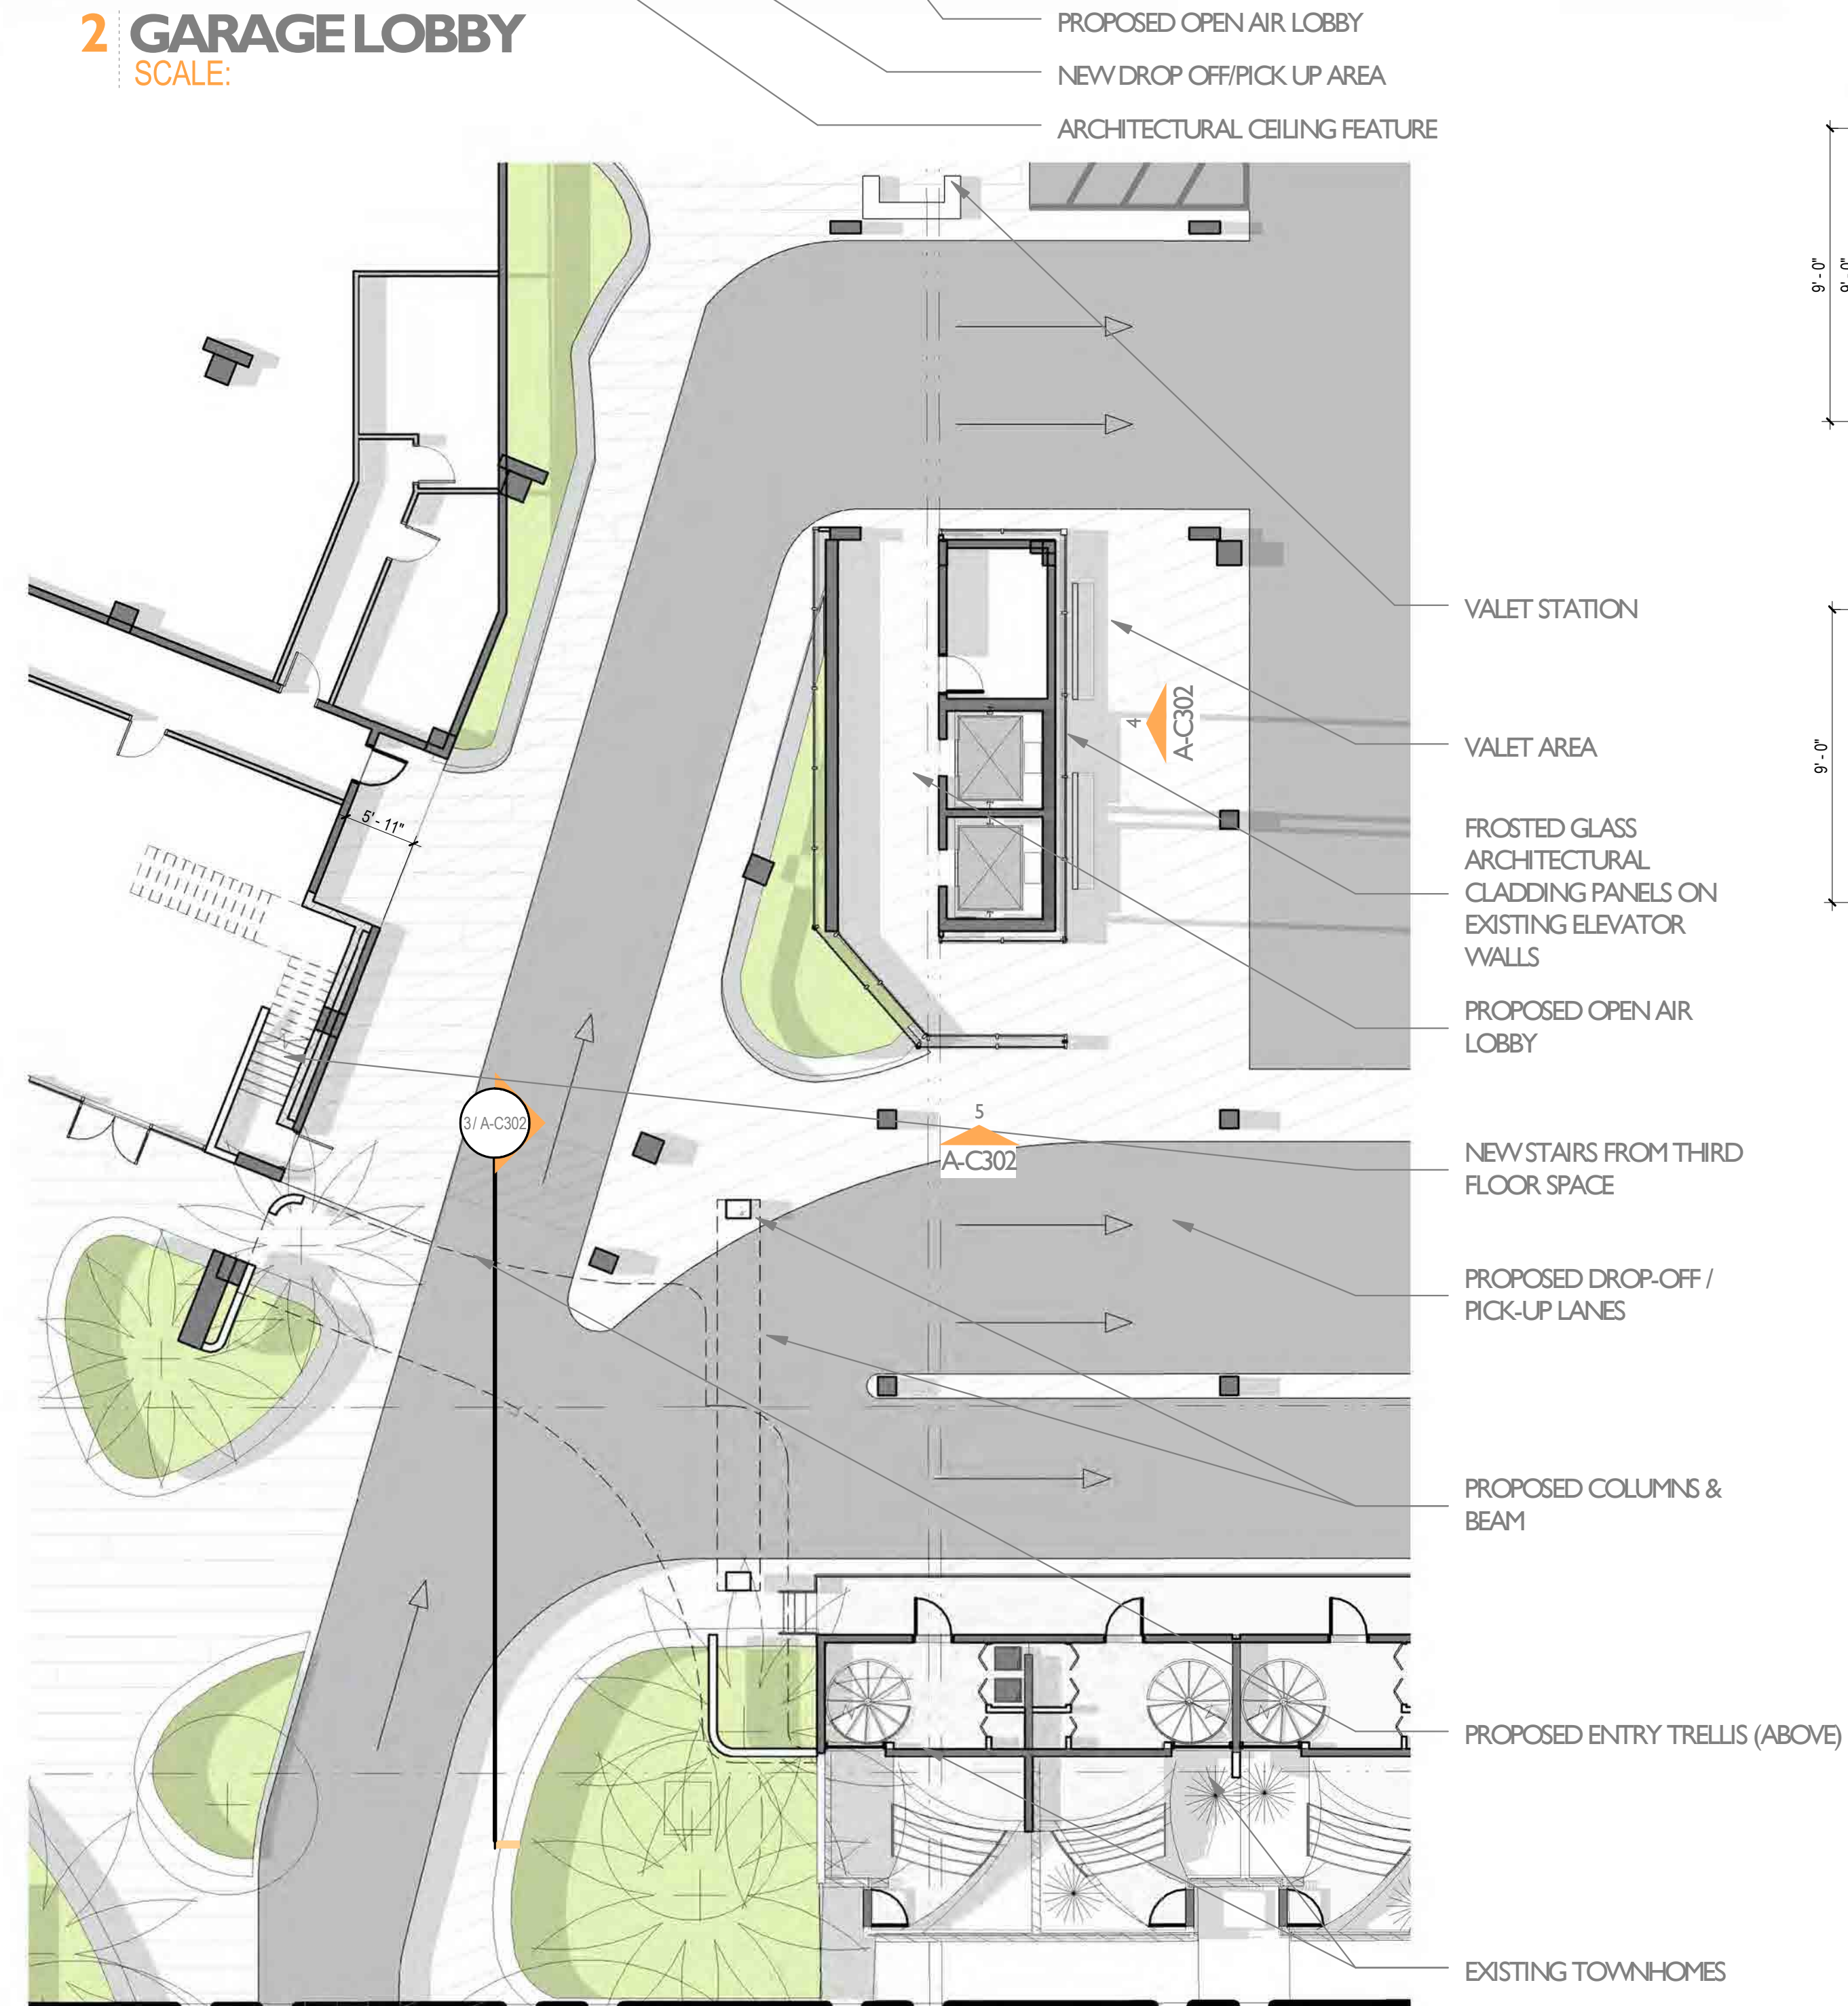 2 GARAGE LOBBY
SCALE:
PROPOSED OPEN AIR LOBBY
NEW DROP OFF/PICK UP AREA
ARCHITECTURAL CEILING FEATURE
9' - 0"
9' - 0"
VALET STATION
4
A-C302
VALET AREA
9' - 0"
5' - 11"
FROSTED GLASS
ARCHITECTURAL
CLADDING PANELS ON
EXISTING ELEVATOR
WALLS
PROPOSED OPEN AIR
LOBBY
3/ A-C302
5
A-C302
NEW STAIRS FROM THIRD
FLOOR SPACE
PROPOSED DROP-OFF /
PICK-UP LANES
PROPOSED COLUMNS &
BEAM
PROPOSED ENTRY TRELLIS (ABOVE)
EXISTING TOWNHOMES